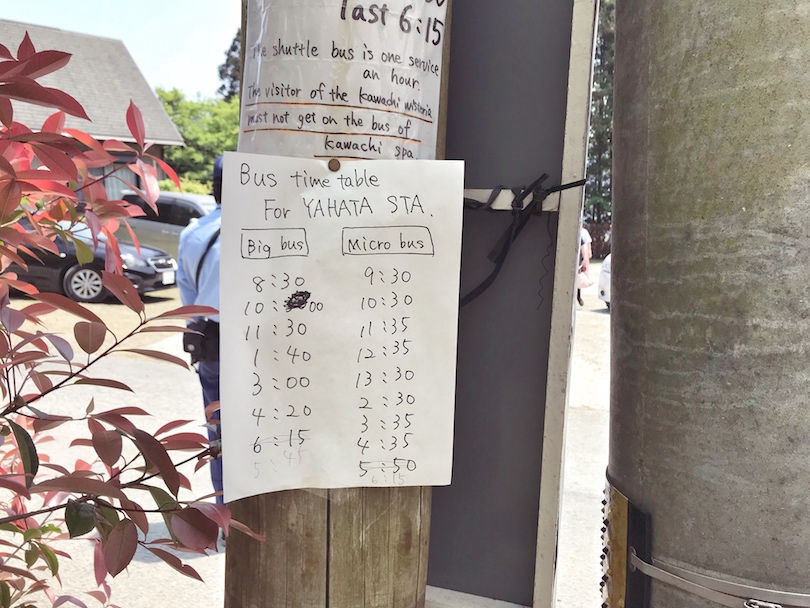 last 6:15
The shuttle bus is one service
an hour.
The visitor of the kawachi wisteria
must not get on the bus of
kawachi spa
Bus time table
For YAHATA STA.
Big bus Micro bus
8:30 9:30
10:00 10:30
11:30 11:35
1:40 12:35
3:00 13:30
4:20 2:30
6:15 3:35
5:45 4:35
5:50
6:15